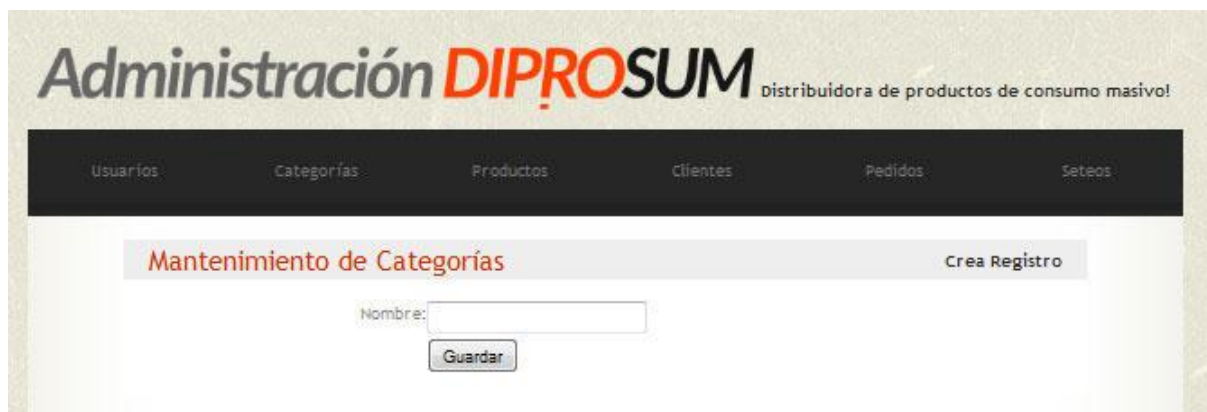 Administración DIPROSUM Distribuidora de productos de consumo masivo!
Usuarios Categorías Productos Clientes Pedidos Seteos
Mantenimiento de Categorías Crea Registro
Nombre:
Guardar